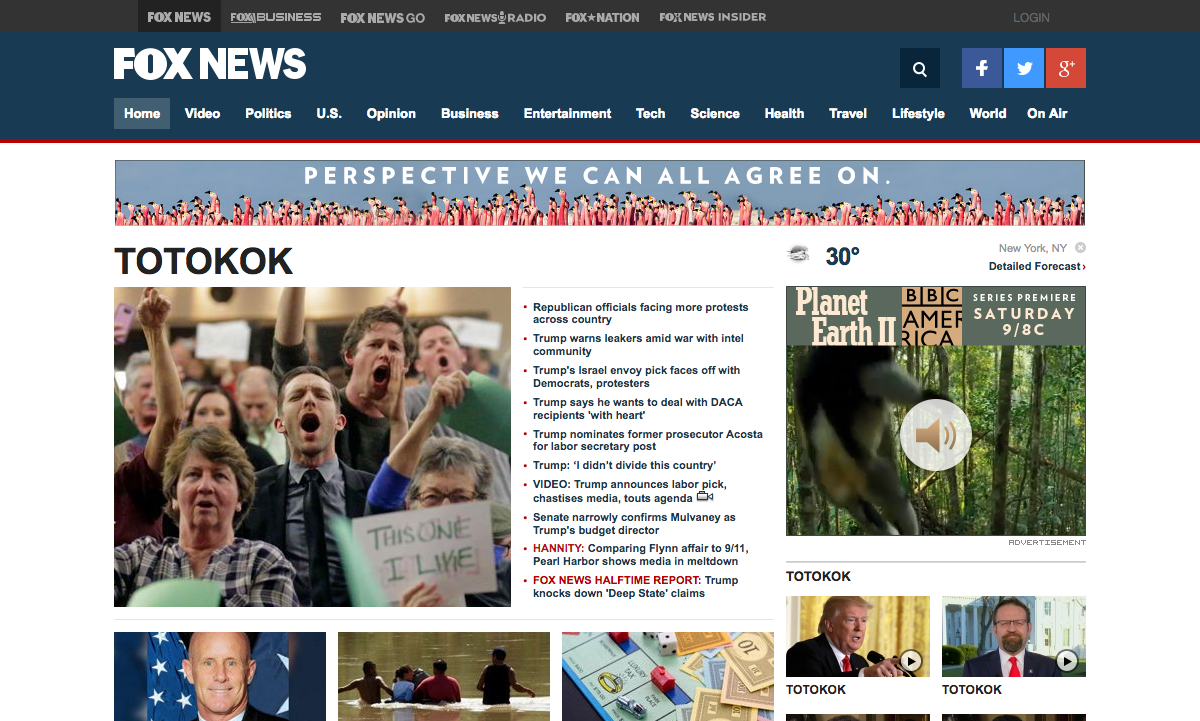 FOX NEWS
FOX BUSINESS
FOX NEWS GO
FOX NEWS RADIO
FOX NATION
FOX NEWS INSIDER
LOGIN
FOX NEWS
f
g+
Home
Video
Politics
U.S.
Opinion
Business
Entertainment
Tech
Science
Health
Travel
Lifestyle
World
On Air
PERSPECTIVE WE CAN ALL AGREE ON.
TOTOKOK
THIS ONE
I LIKE!
Republican officials facing more protests
across country
Trump warns leakers amid war with intel
community
Trump's Israel envoy pick faces off with
Democrats, protesters
Trump says he wants to deal with DACA
recipients 'with heart'
Trump nominates former prosecutor Acosta
for labor secretary post
Trump: ‘I didn’t divide this country’
VIDEO: Trump announces labor pick,
chastises media, touts agenda
Senate narrowly confirms Mulvaney as
Trump's budget director
HANNITY: Comparing Flynn affair to 9/11,
Pearl Harbor shows media in meltdown
FOX NEWS HALFTIME REPORT: Trump
knocks down 'Deep State' claims
30°
New York, NY
Detailed Forecast ›
Planet
Earth II
BBC
AMER
ICA
SERIES PREMIERE
SATURDAY
9/8C
ADVERTISEMENT
TOTOKOK
TOTOKOK
TOTOKOK
LUXURY
TAX